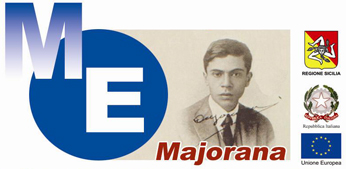 M
E
Majorana
REGIONE SICILIA
Repubblica Italiana
Unione Europea